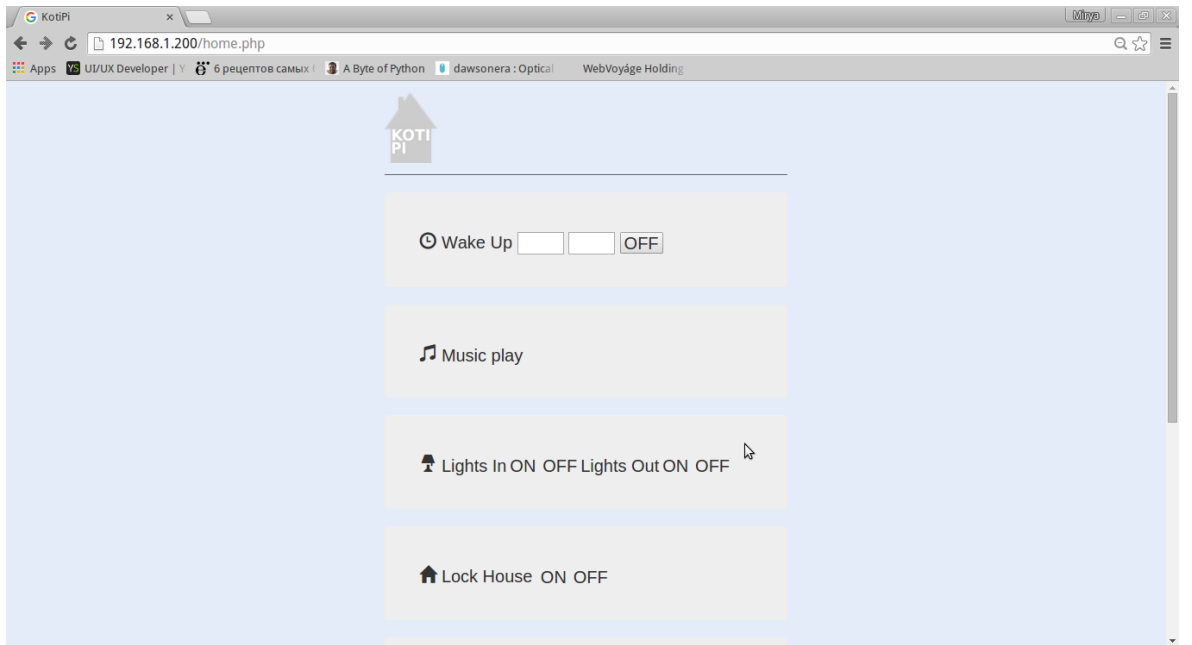 KotiPi
Mirya
192.168.1.200/home.php
Apps UI/UX Developer | Y 6 рецептов самых A Byte of Python dawsonera : Optical WebVoyáge Holding
KOTI
PI
Wake Up OFF
Music play
Lights In ON OFF Lights Out ON OFF
Lock House ON OFF